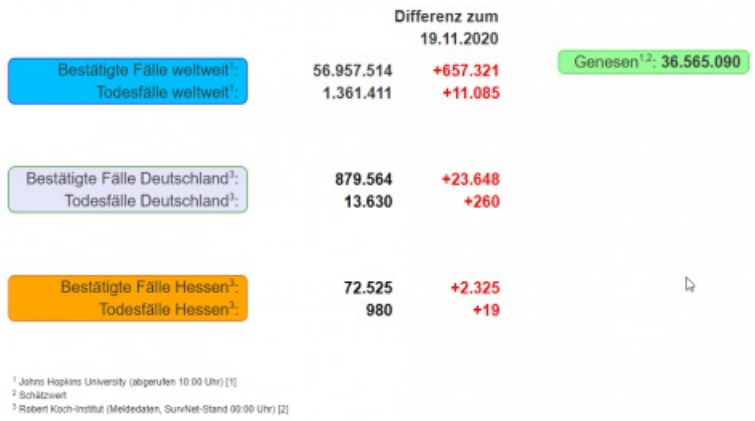 Differenz zum
19.11.2020
Genesen¹,²: 36.565.090
Bestätigte Fälle weltweit¹: 56.957.514 +657.321
Todesfälle weltweit¹: 1.361.411 +11.085
Bestätigte Fälle Deutschland³: 879.564 +23.648
Todesfälle Deutschland³: 13.630 +260
Bestätigte Fälle Hessen³: 72.525 +2.325
Todesfälle Hessen³: 980 +19
¹ Johns Hopkins University (abgerufen 10:00 Uhr) [1]
² Schätzwert
³ Robert Koch-Institut (Meldedaten, SurvNet-Stand 00:00 Uhr) [2]